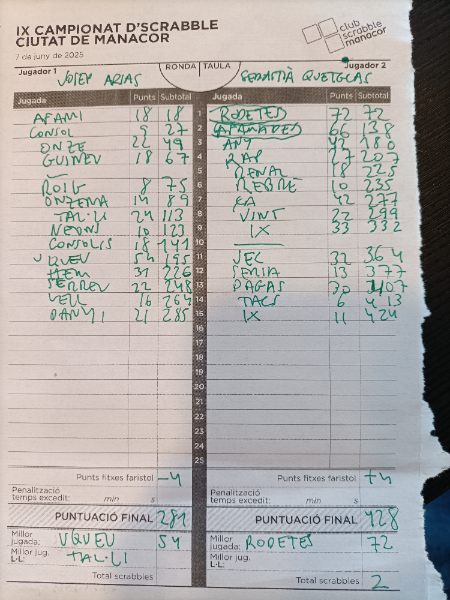 IX CAMPIONAT D'SCRABBLE
CIUTAT DE MANACOR
7 de juny de 2025
club scrabble manacor
Jugador 1 RONDA TAULA Jugador 2
JOSEP ARIAS SEBASTIÀ QUETGLAS
Jugada Punts Subtotal Jugada Punts Subtotal
AFANI 18 18 1 RODETES 72 72
CONSOL 9 27 2 66 138
ONZE 22 49 3 ANY 42 180
GUINEU 18 67 4 RAP 27 207
— 5 RENAL 18 225
ROIG 8 75 6 10 235
ONZENA 14 89 7 CA 42 277
TAL·LI 24 113 8 VINT 22 299
NEONS 10 123 9 IX 33 332
CONSOLIS 18 141 10 —
UQUEU 54 195 11 JEC 32 364
HEM 31 226 12 SERIA 13 377
SERREU 22 248 13 PAGAS 30 407
VELL 16 264 14 TACS 6 413
DANYI 21 285 15 IX 11 424
16
17
18
19
20
21
22
23
24
25
Punts fitxes faristol -4 Punts fitxes faristol +4
Penalització temps excedit: min s Penalització temps excedit: min s
PUNTUACIÓ FINAL 281 PUNTUACIÓ FINAL 428
Millor jugada: UQUEU 54 Millor jugada: RODETES 72
Millor jug. L·L: TAL·LI Millor jug. L·L:
Total scrabbles Total scrabbles 2